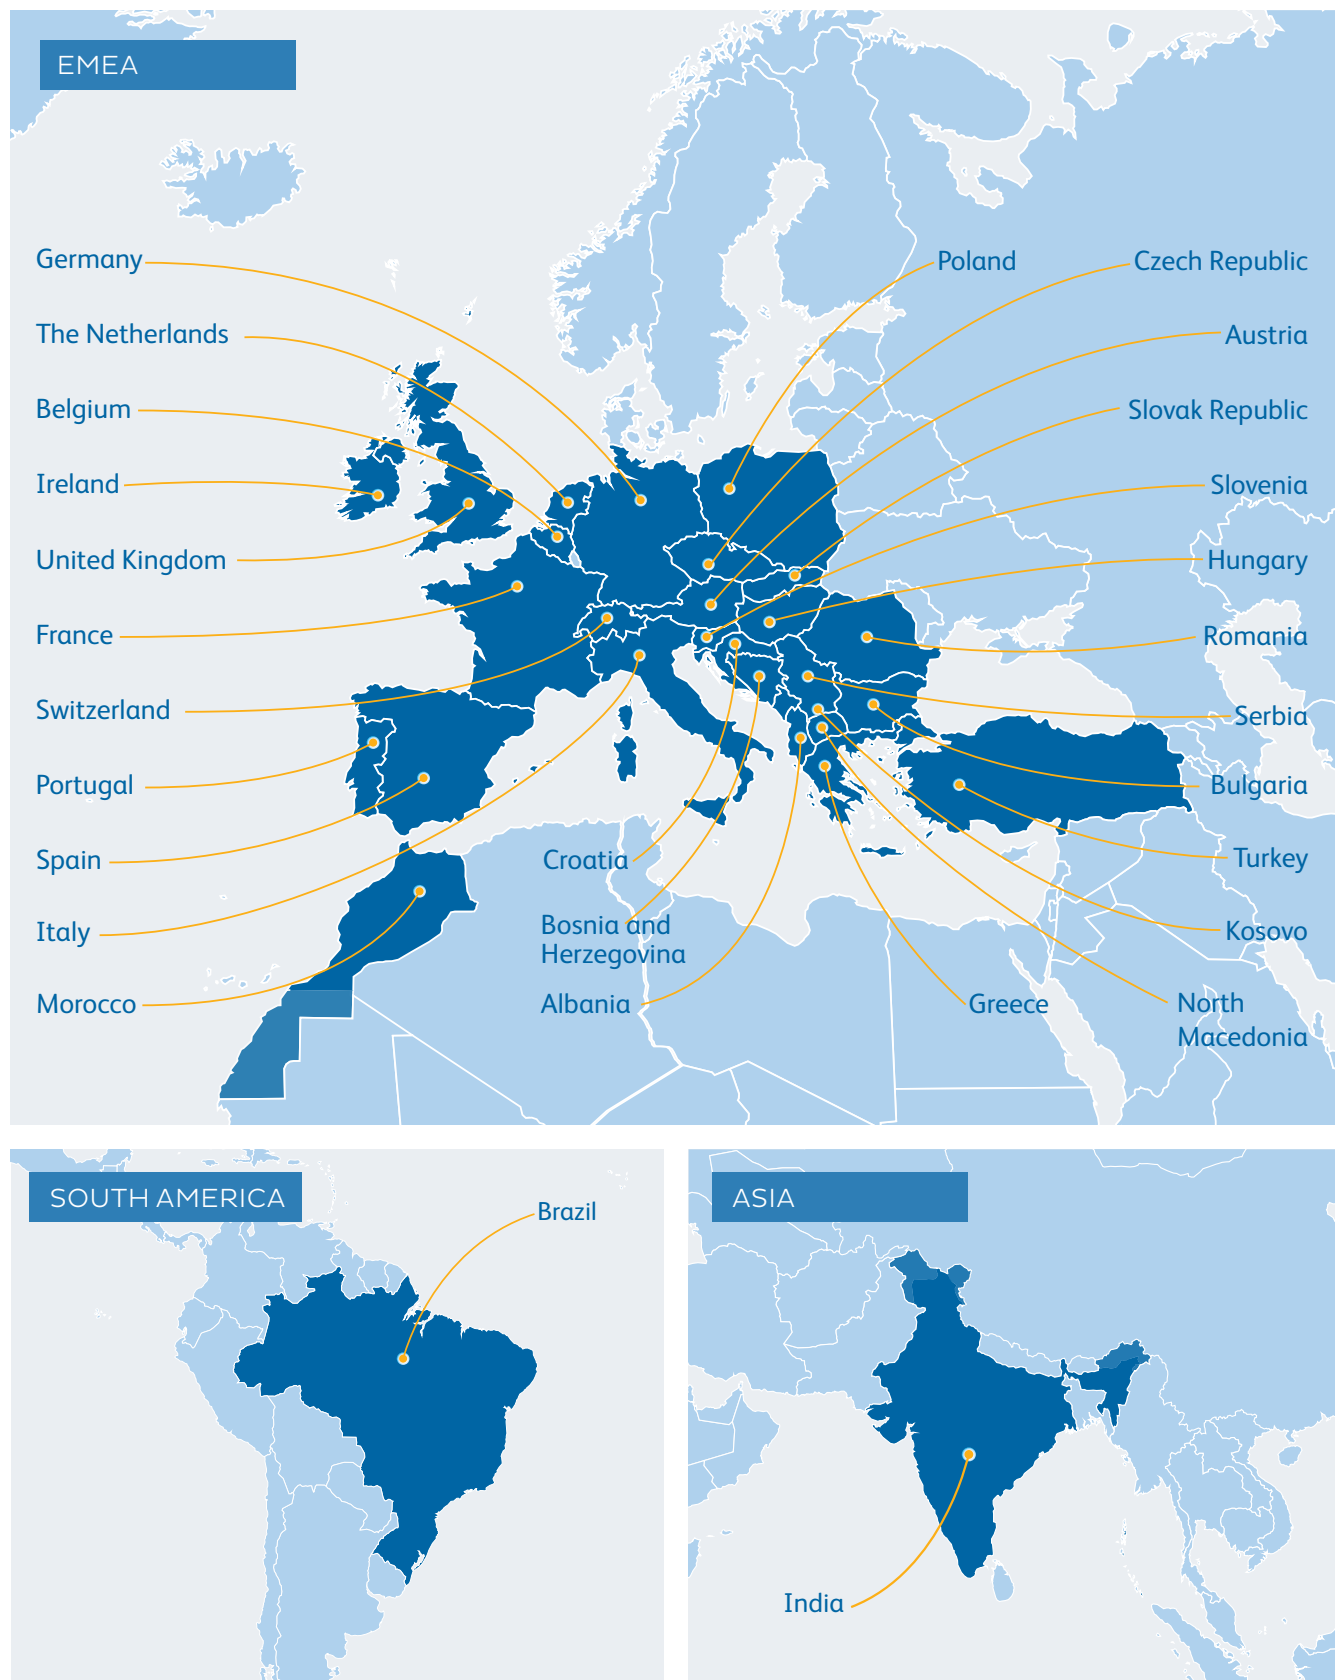 EMEA
Germany
The Netherlands
Belgium
Ireland
United Kingdom
France
Switzerland
Portugal
Spain
Italy
Morocco
Croatia
Bosnia and
Herzegovina
Albania
Poland
Czech Republic
Austria
Slovak Republic
Slovenia
Hungary
Romania
Serbia
Bulgaria
Turkey
Kosovo
Greece
North
Macedonia
SOUTH AMERICA
Brazil
ASIA
India